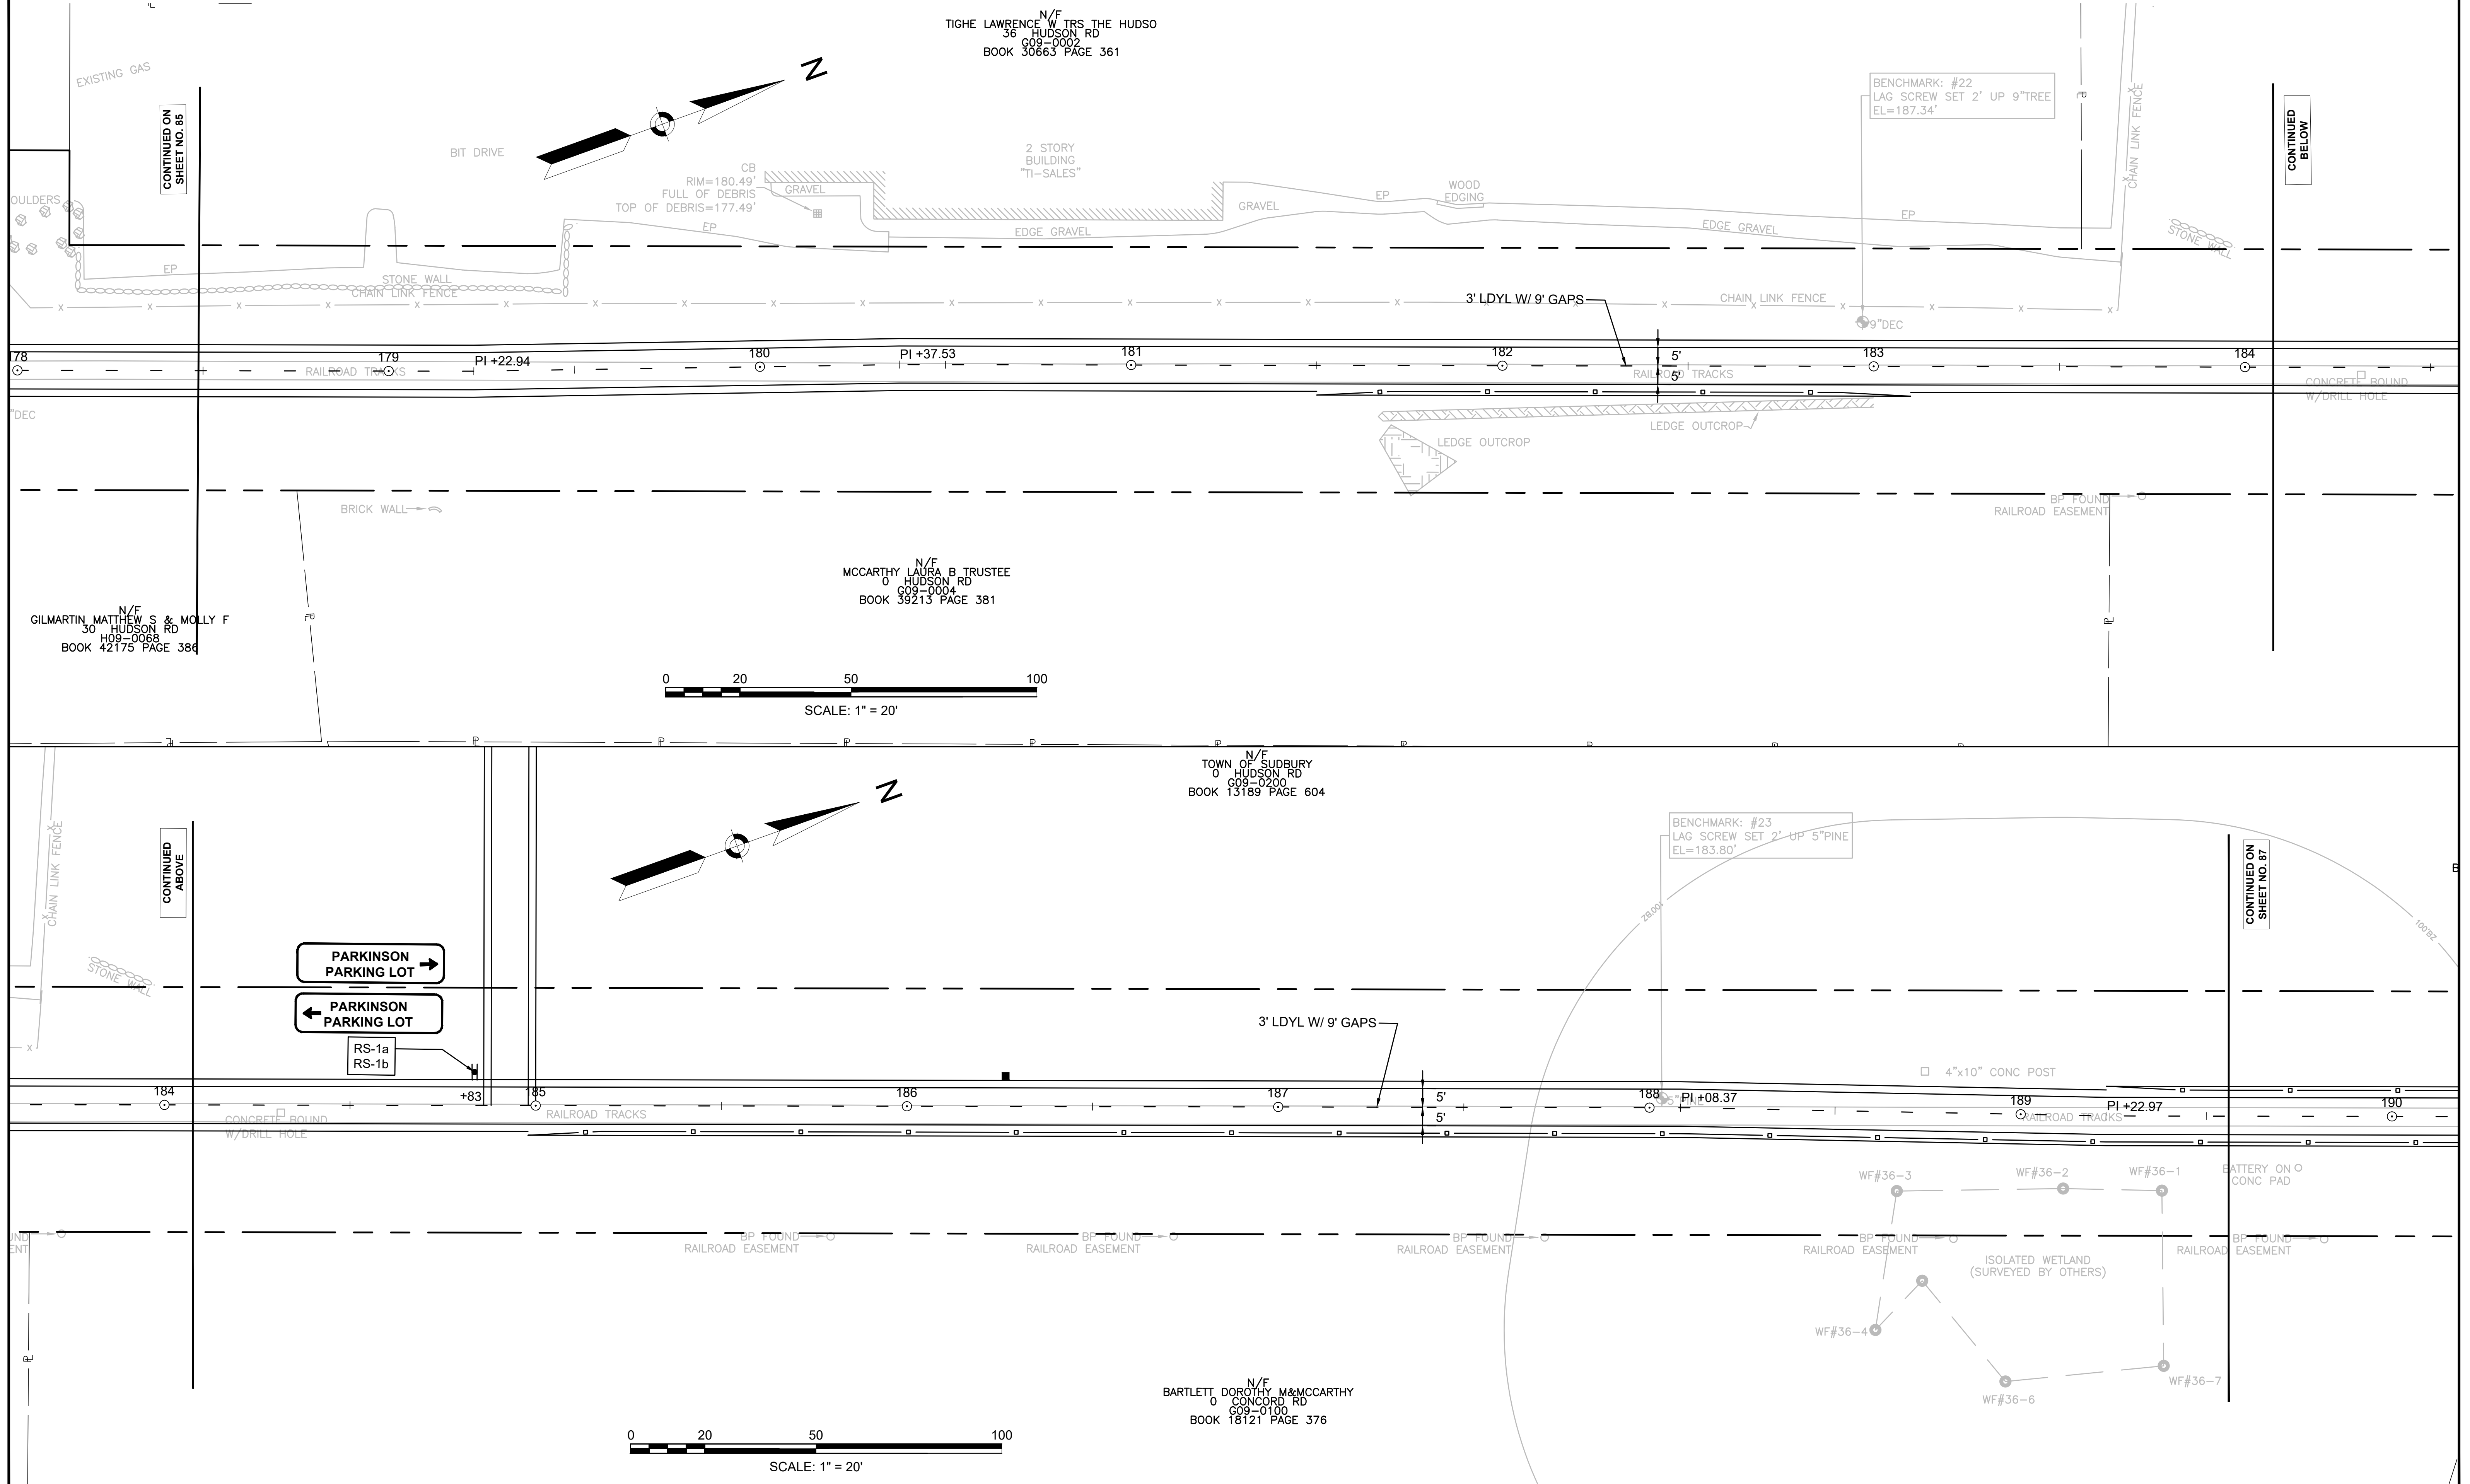 N/F
TIGHE LAWRENCE W TRS THE HUDSO
36 HUDSON RD
G09-0002
BOOK 30663 PAGE 361
EXISTING GAS
CONTINUED ON
SHEET NO. 85
BIT DRIVE
N
CB
RIM=180.49'
FULL OF DEBRIS
TOP OF DEBRIS=177.49'
GRAVEL
2 STORY
BUILDING
"TI-SALES"
GRAVEL
EP
WOOD
EDGING
BENCHMARK: #22
LAG SCREW SET 2' UP 9"TREE
EL=187.34'
CHAIN LINK FENCE
CONTINUED
BELOW
OULDERS
EP
EP
EDGE GRAVEL
EDGE GRAVEL
EP
STONE WALL
STONE WALL
CHAIN LINK FENCE
3' LDYL W/ 9' GAPS
CHAIN LINK FENCE
9"DEC
178
179
PI +22.94
180
PI +37.53
181
182
5'
183
184
RAILROAD TRACKS
RAILROAD TRACKS
5'
CONCRETE BOUND
W/DRILL HOLE
"DEC
LEDGE OUTCROP
LEDGE OUTCROP
BRICK WALL
BP FOUND
RAILROAD EASEMENT
N/F
MCCARTHY LAURA B TRUSTEE
0 HUDSON RD
G09-0004
BOOK 39213 PAGE 381
N/F
GILMARTIN MATTHEW S & MOLLY F
30 HUDSON RD
H09-0068
BOOK 42175 PAGE 386
0 20 50 100
SCALE: 1" = 20'
N/F
TOWN OF SUDBURY
0 HUDSON RD
G09-0200
BOOK 13189 PAGE 604
CHAIN LINK FENCE
CONTINUED
ABOVE
N
BENCHMARK: #23
LAG SCREW SET 2' UP 5"PINE
EL=183.80'
100'BZ
CONTINUED ON
SHEET NO. 87
100'BZ
B
STONE WALL
PARKINSON
PARKING LOT
PARKINSON
PARKING LOT
RS-1a
RS-1b
3' LDYL W/ 9' GAPS
4"x10" CONC POST
184
+83
185
186
187
5'
188
PI +08.37
5"PINE
189
PI +22.97
190
CONCRETE BOUND
W/DRILL HOLE
RAILROAD TRACKS
5'
RAILROAD TRACKS
WF#36-3
WF#36-2
WF#36-1
BATTERY ON
CONC PAD
UND
ENT
BP FOUND
RAILROAD EASEMENT
BP FOUND
RAILROAD EASEMENT
BP FOUND
RAILROAD EASEMENT
BP FOUND
RAILROAD EASEMENT
BP FOUND
RAILROAD EASEMENT
ISOLATED WETLAND
(SURVEYED BY OTHERS)
WF#36-4
WF#36-7
WF#36-6
N/F
BARTLETT DOROTHY M&MCCARTHY
0 CONCORD RD
G09-0100
BOOK 18121 PAGE 376
0 20 50 100
SCALE: 1" = 20'